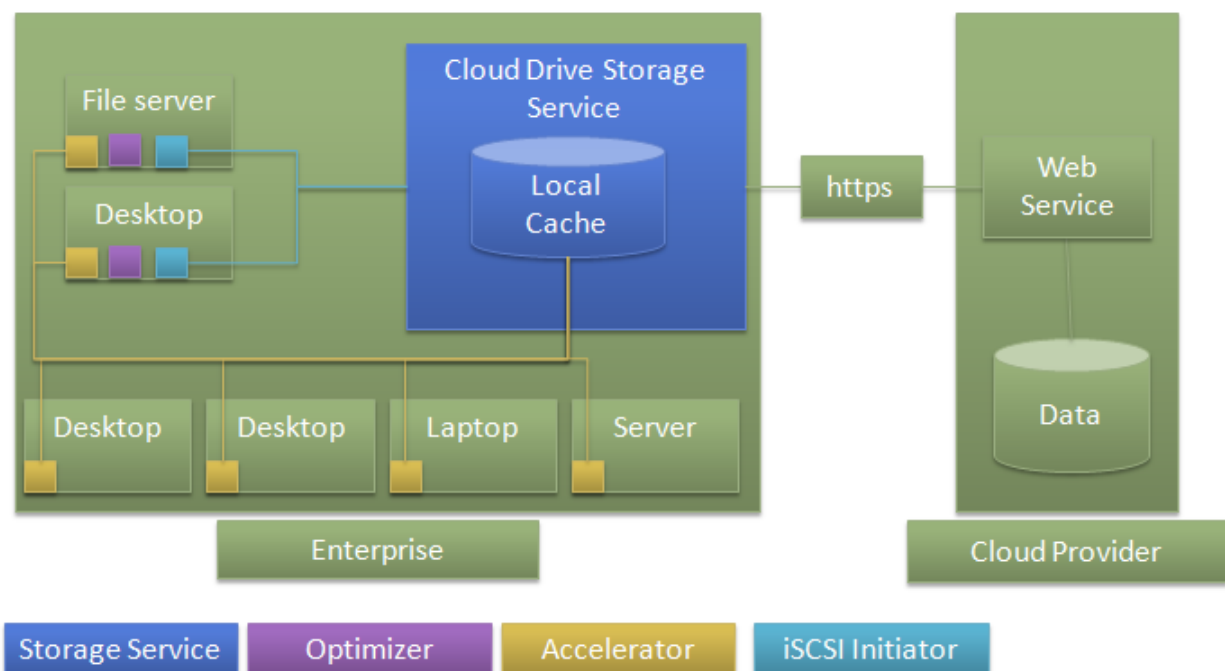 File server
Desktop
Cloud Drive Storage
Service
Local
Cache
https
Web
Service
Data
Desktop
Desktop
Laptop
Server
Enterprise
Cloud Provider
Storage Service
Optimizer
Accelerator
iSCSI Initiator